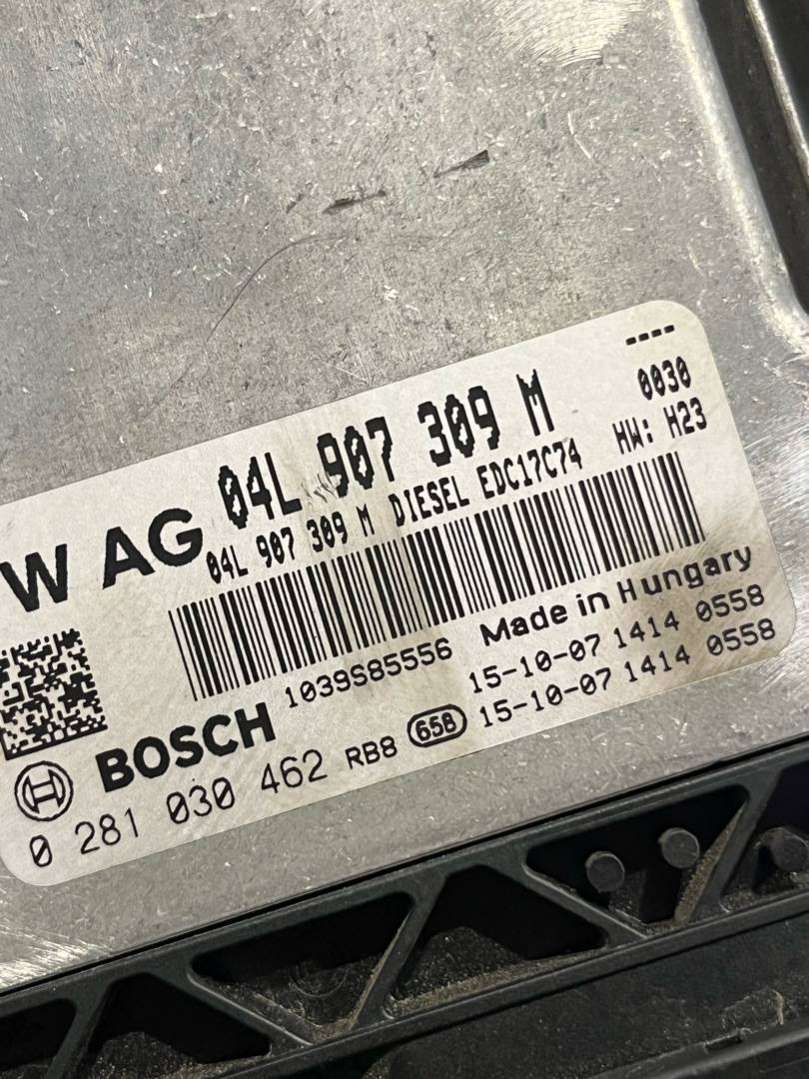 ----
0030
W AG 04L 907 309 M
04L 907 309 M DIESEL EDC17C74 HW: H23
1039S85556 Made in Hungary
BOSCH 15-10-07 1414 0558
0 281 030 462 RB8 658 15-10-07 1414 0558